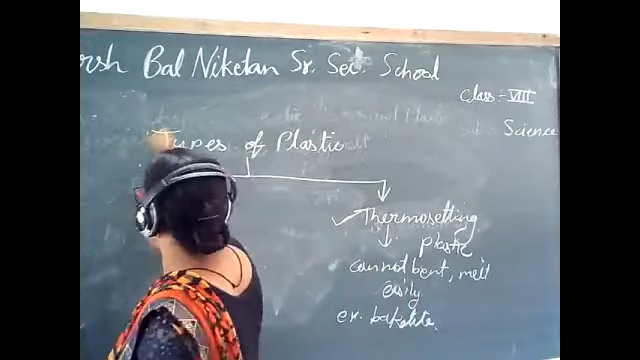 Bal Niketan Sr. Sec. School
Class :- VIII
Science
Types of Plastic
Thermosetting
plastic
cannot bent, melt
easily.
ex. bakelite